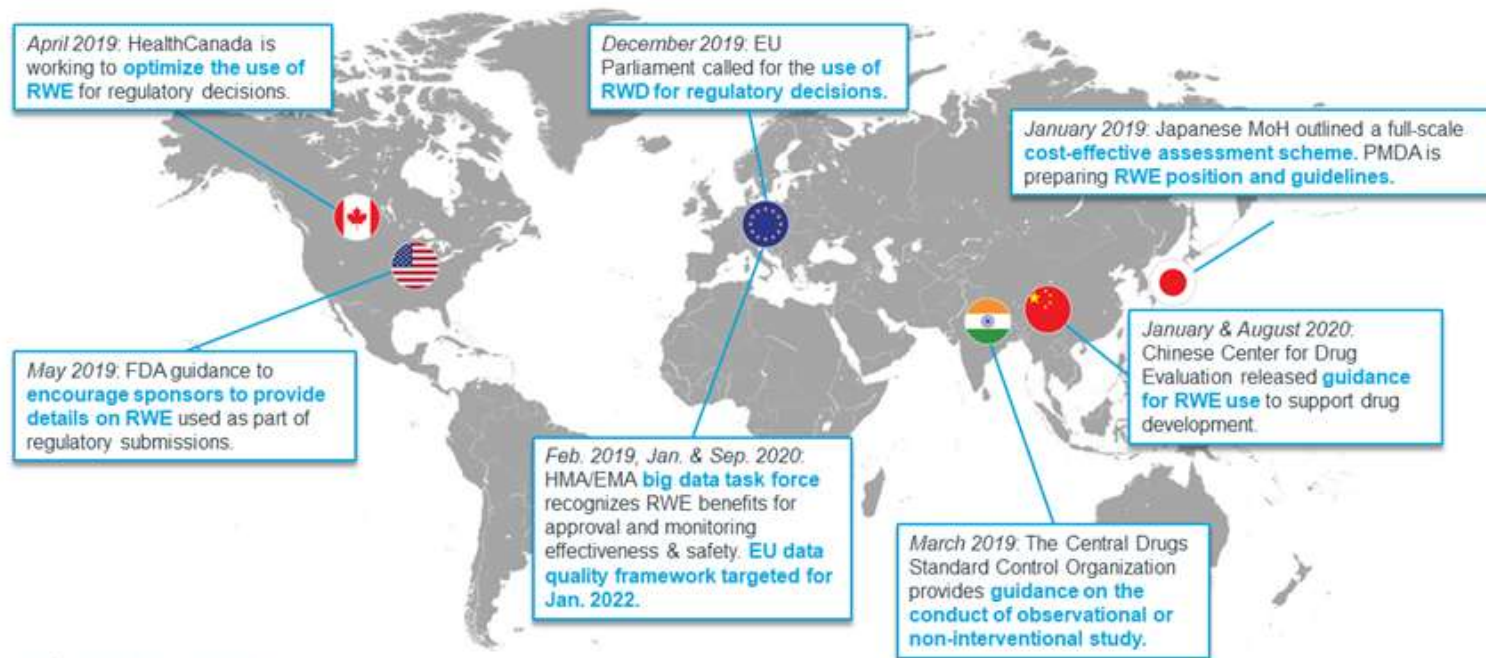 April 2019: HealthCanada is
working to optimize the use of
RWE for regulatory decisions.
December 2019: EU
Parliament called for the use of
RWD for regulatory decisions.
January 2019: Japanese MoH outlined a full-scale
cost-effective assessment scheme. PMDA is
preparing RWE position and guidelines.
May 2019: FDA guidance to
encourage sponsors to provide
details on RWE used as part of
regulatory submissions.
Feb. 2019, Jan. & Sep. 2020:
HMA/EMA big data task force
recognizes RWE benefits for
approval and monitoring
effectiveness & safety. EU data
quality framework targeted for
Jan. 2022.
January & August 2020:
Chinese Center for Drug
Evaluation released guidance
for RWE use to support drug
development.
March 2019: The Central Drugs
Standard Control Organization
provides guidance on the
conduct of observational or
non-interventional study.